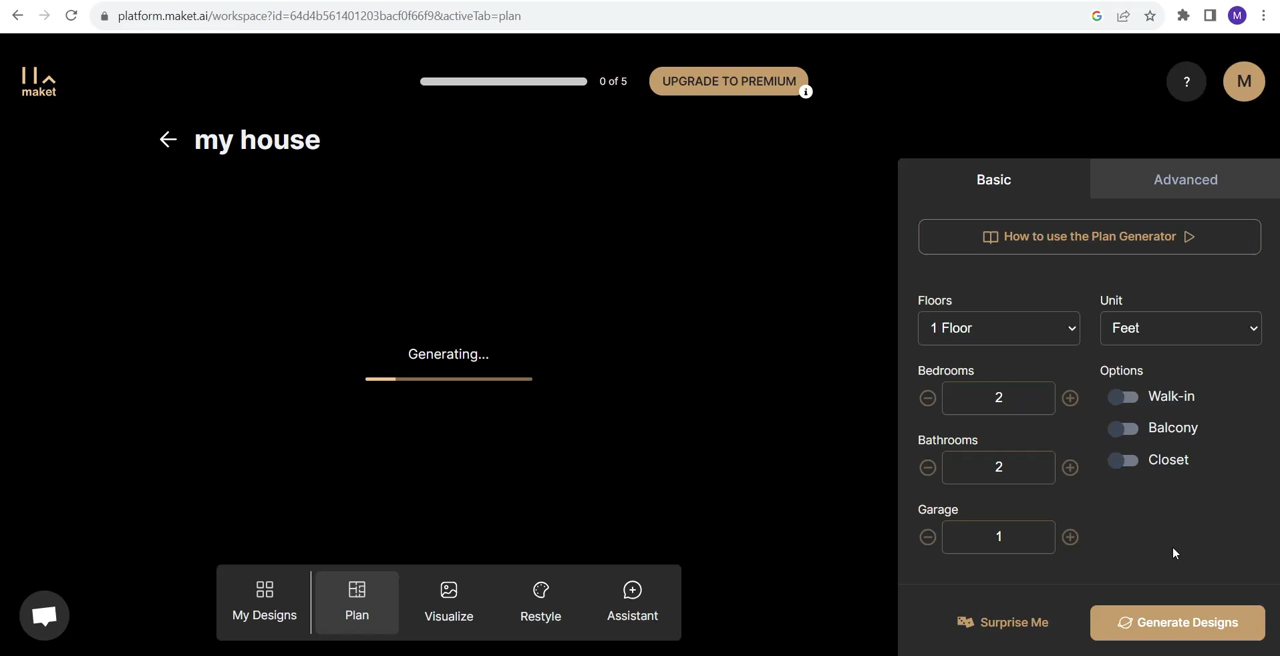 platform.maket.ai/workspace?id=64d4b561401203bacf0f66f9&activeTab=plan
G
M
maket
0 of 5
UPGRADE TO PREMIUM
i
?
M
my house
Basic
Advanced
How to use the Plan Generator
Floors
Unit
1 Floor
Feet
Bedrooms
Options
2
Walk-in
Balcony
Bathrooms
2
Closet
Garage
1
Generating...
My Designs
Plan
Visualize
Restyle
Assistant
Surprise Me
Generate Designs